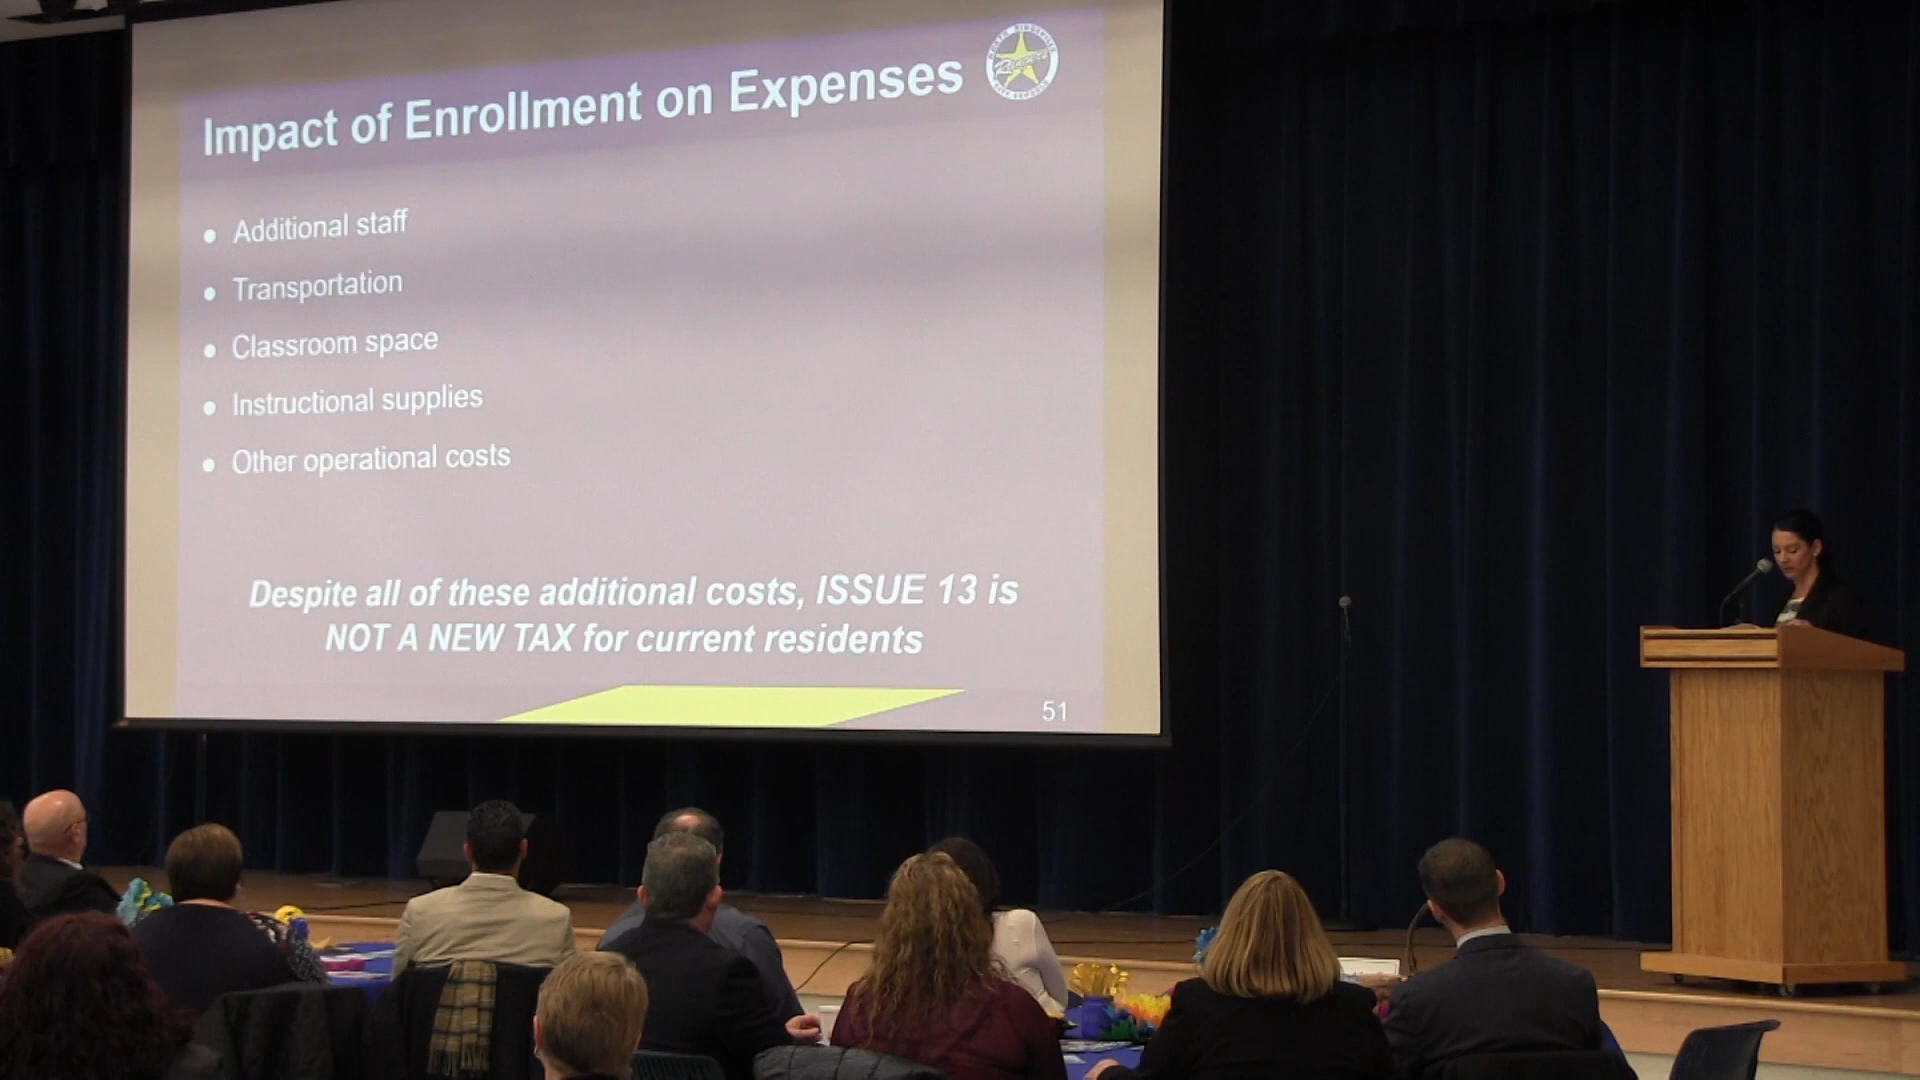 Impact of Enrollment on Expenses
Rangers
• Additional staff
• Transportation
• Classroom space
• Instructional supplies
• Other operational costs
Despite all of these additional costs, ISSUE 13 is
NOT A NEW TAX for current residents
51